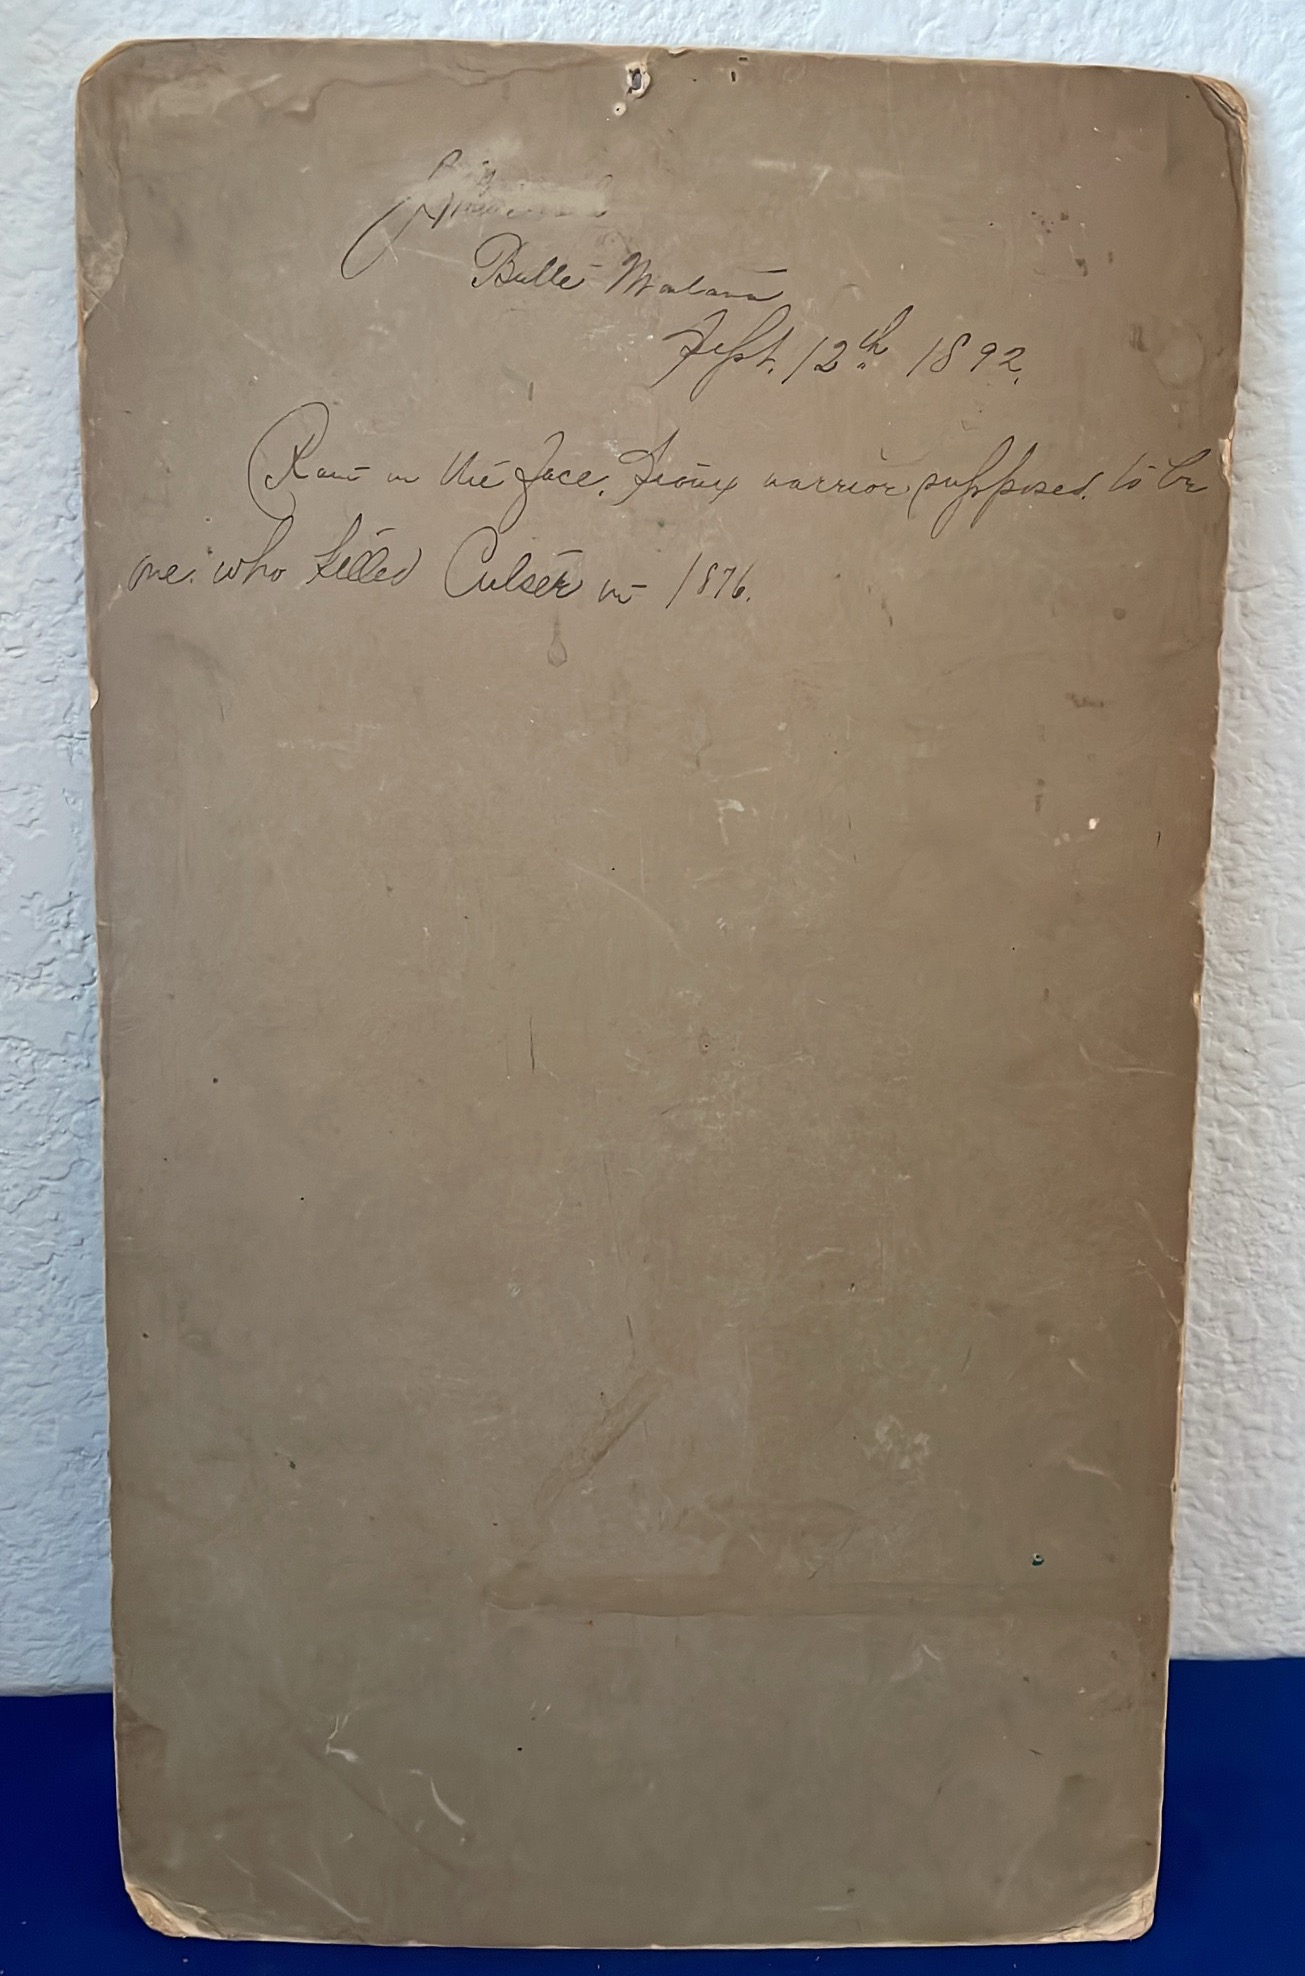 Butte Montana
Sept. 12th 1892.
Rain in the face. Sioux warrior supposed to be
one who killed Custer in 1876.